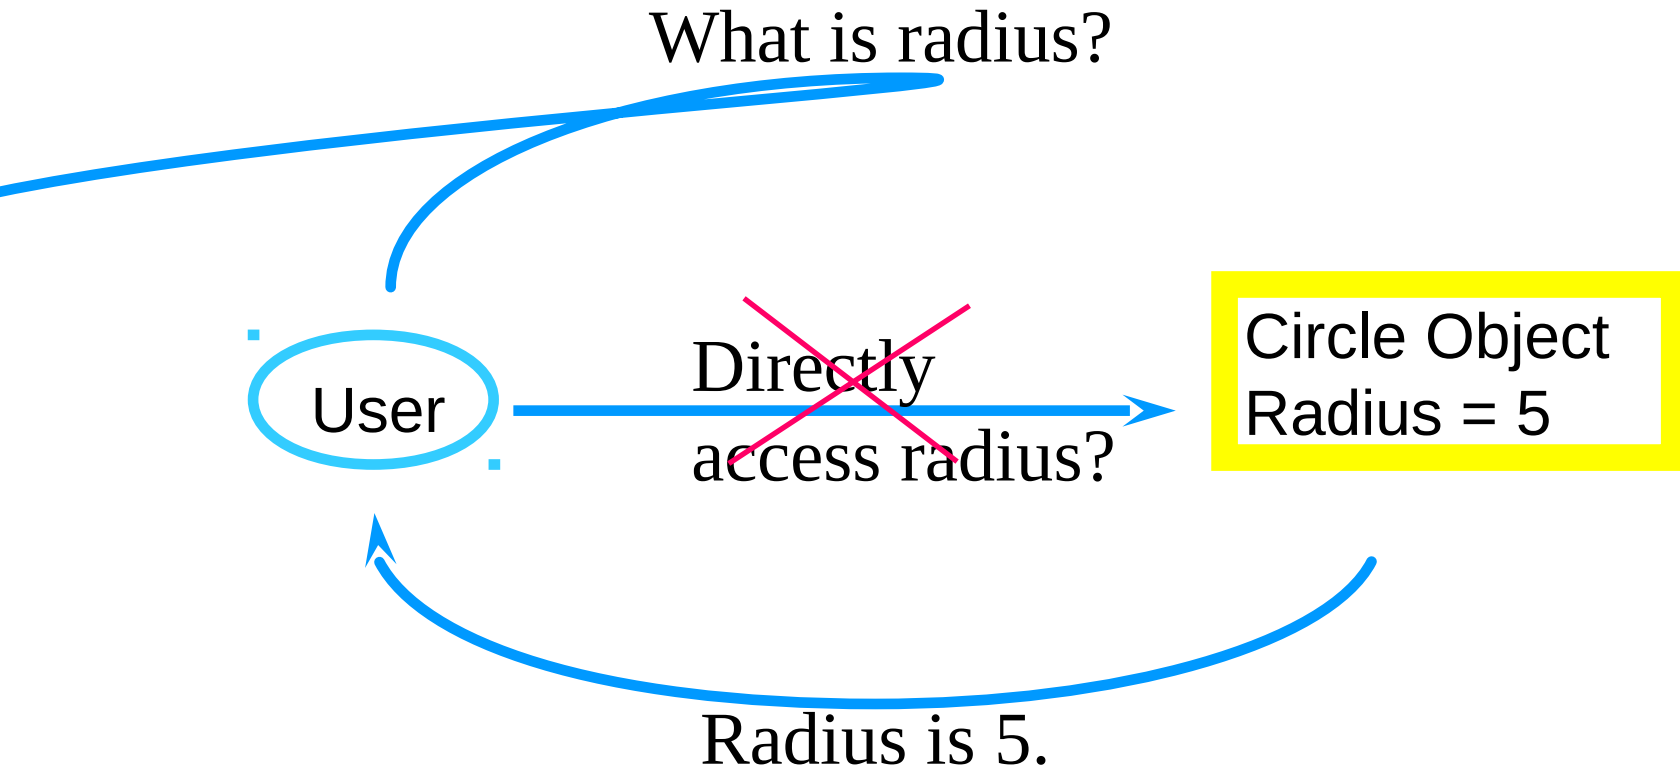 What is radius?
Directly
access radius?
User
Circle Object
Radius = 5
Radius is 5.